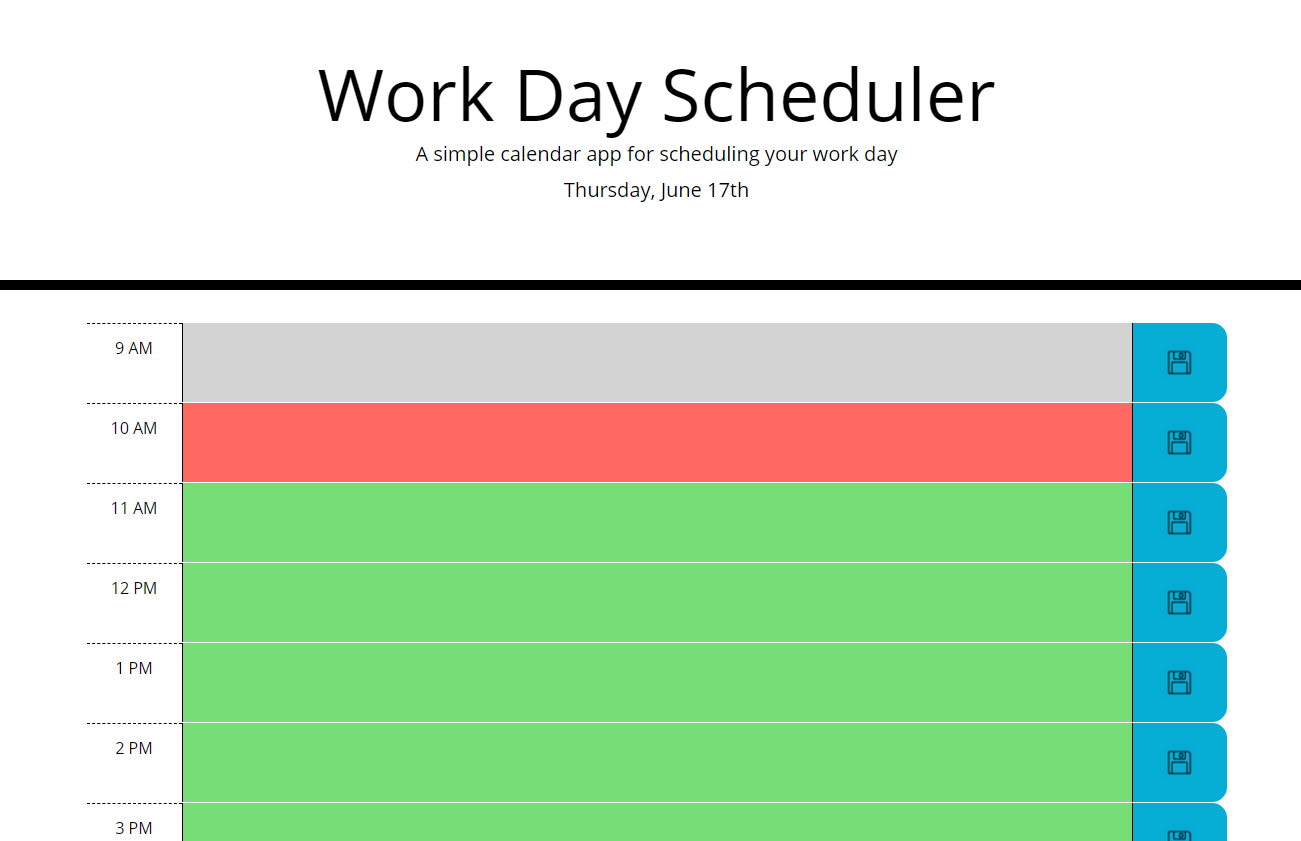 Work Day Scheduler
A simple calendar app for scheduling your work day
Thursday, June 17th
9 AM
10 AM
11 AM
12 PM
1 PM
2 PM
3 PM